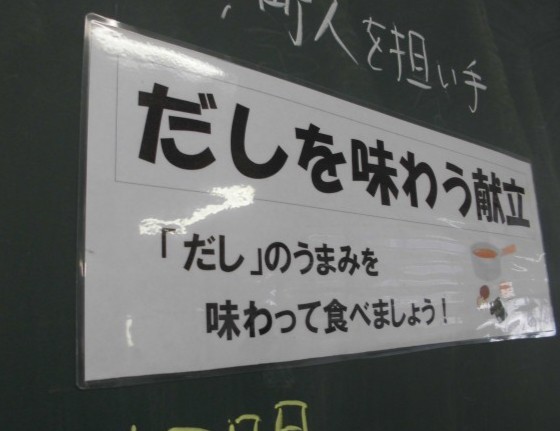 町人を担い手
だしを味わう献立
「だし」のうまみを
味わって食べましょう！